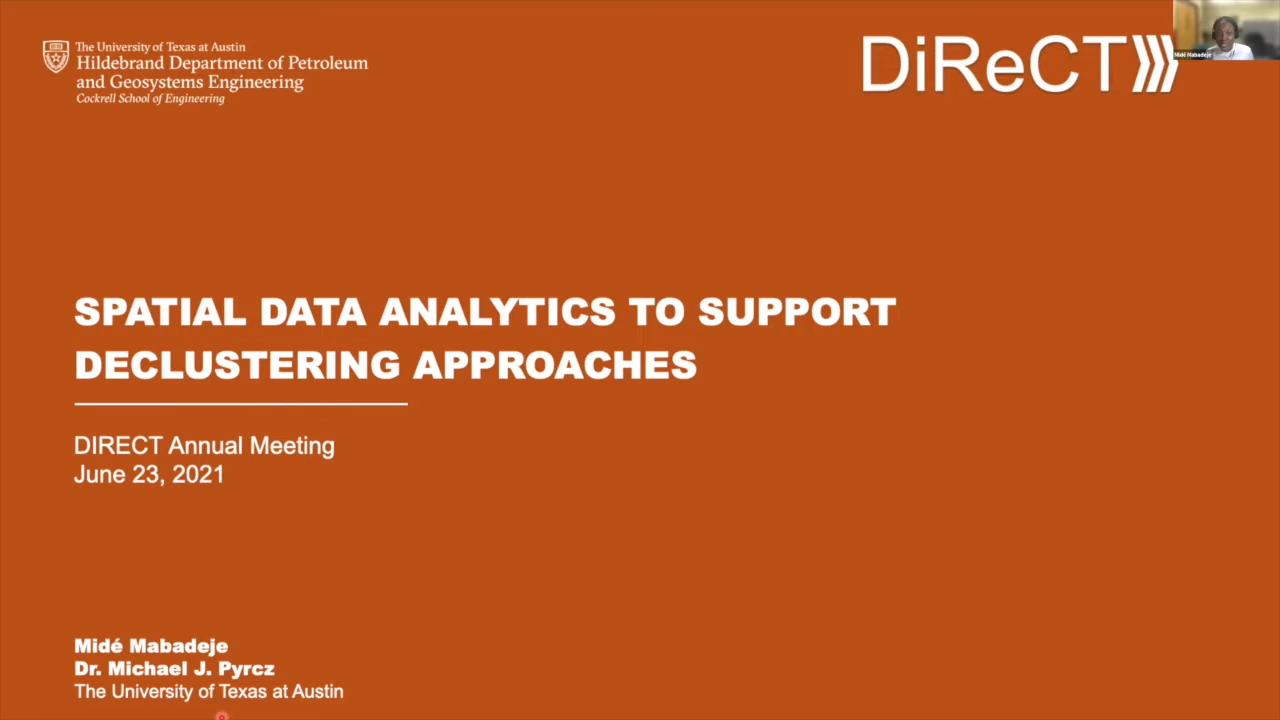 The University of Texas at Austin
Hildebrand Department of Petroleum
and Geosystems Engineering
Cockrell School of Engineering
DiReCT
Midé Mabadeje
SPATIAL DATA ANALYTICS TO SUPPORT
DECLUSTERING APPROACHES
DIRECT Annual Meeting
June 23, 2021
Midé Mabadeje
Dr. Michael J. Pyrcz
The University of Texas at Austin